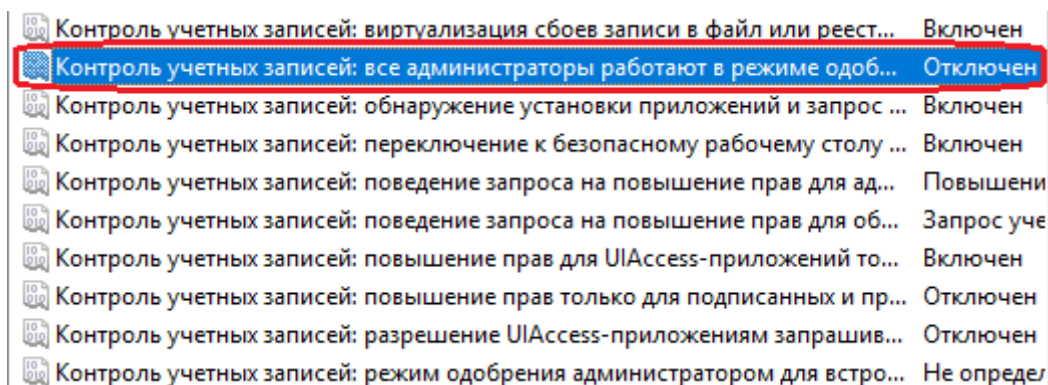 Контроль учетных записей: виртуализация сбоев записи в файл или реест... Включен
Контроль учетных записей: все администраторы работают в режиме одоб... Отключен
Контроль учетных записей: обнаружение установки приложений и запрос ... Включен
Контроль учетных записей: переключение к безопасному рабочему столу ... Включен
Контроль учетных записей: поведение запроса на повышение прав для ад... Повышени
Контроль учетных записей: поведение запроса на повышение прав для об... Запрос уче
Контроль учетных записей: повышение прав для UIAccess-приложений то... Включен
Контроль учетных записей: повышение прав только для подписанных и пр... Отключен
Контроль учетных записей: разрешение UIAccess-приложениям запрашив... Отключен
Контроль учетных записей: режим одобрения администратором для встро... Не определ